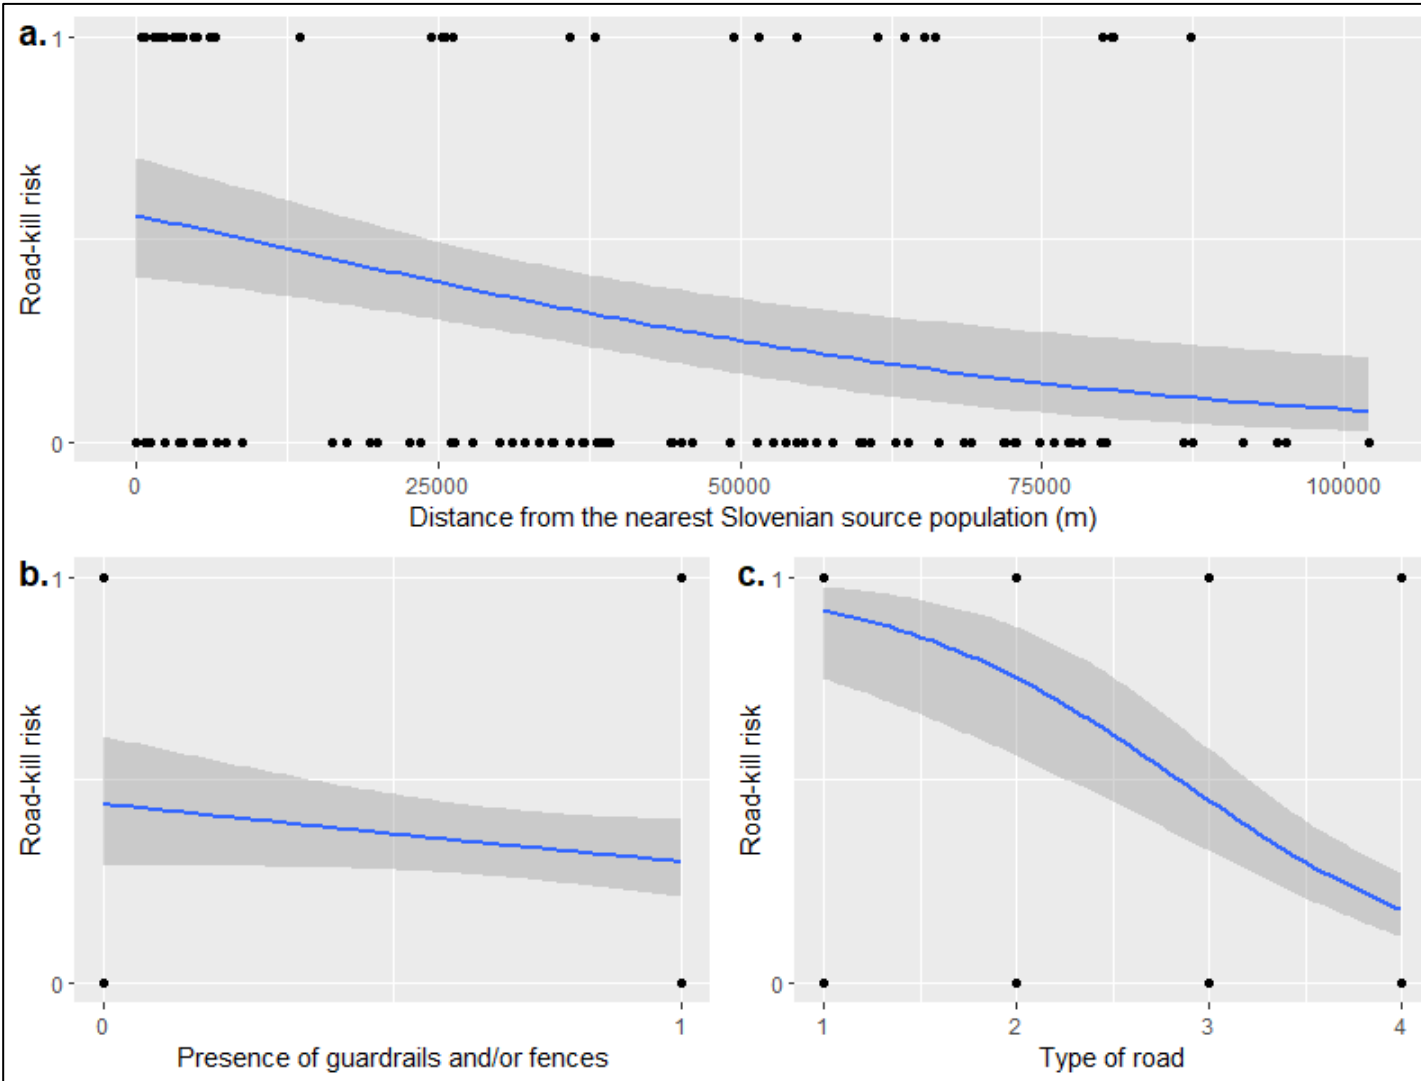 a.
1
Road-kill risk
0
0 25000 50000 75000 100000
Distance from the nearest Slovenian source population (m)
b.
1
Road-kill risk
0
0 1
Presence of guardrails and/or fences
c.
1
Road-kill risk
0
1 2 3 4
Type of road